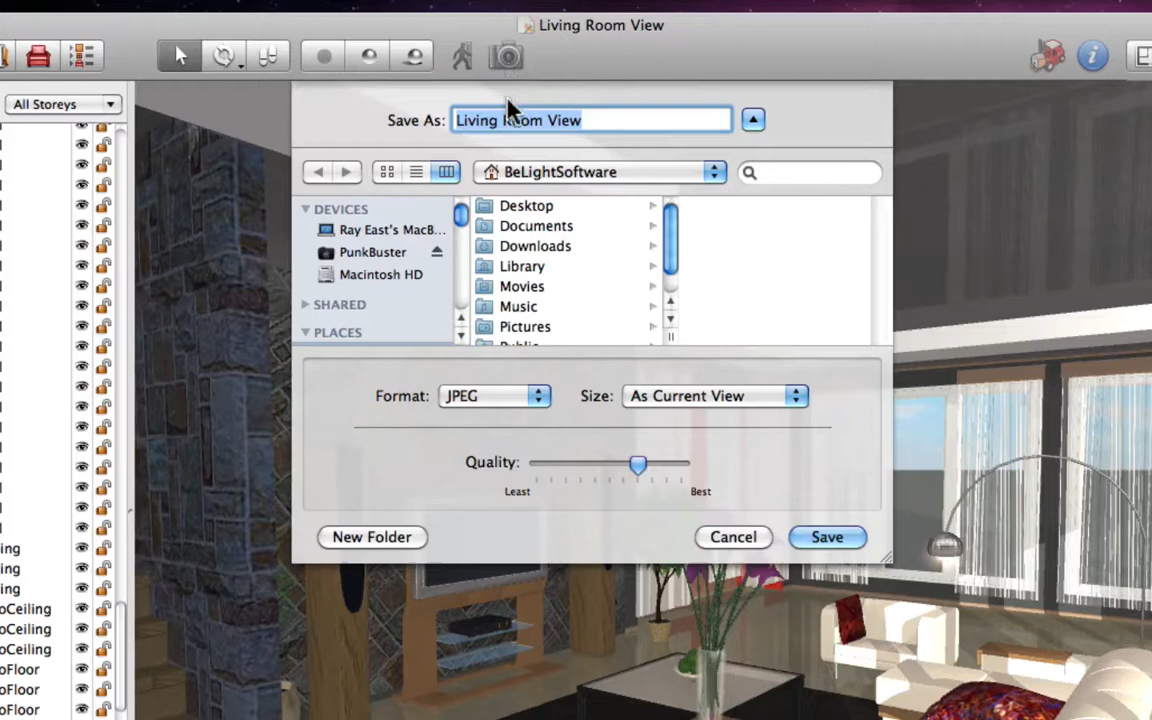 Living Room View
All Storeys
Save As: Living Room View
BeLightSoftware
DEVICES
Ray East's MacB...
PunkBuster
Macintosh HD
SHARED
PLACES
Desktop
Documents
Downloads
Library
Movies
Music
Pictures
Format: JPEG Size: As Current View
Quality:
Least Best
New Folder Cancel Save
ing
ing
ing
oCeiling
oCeiling
oCeiling
oFloor
oFloor
oFloor